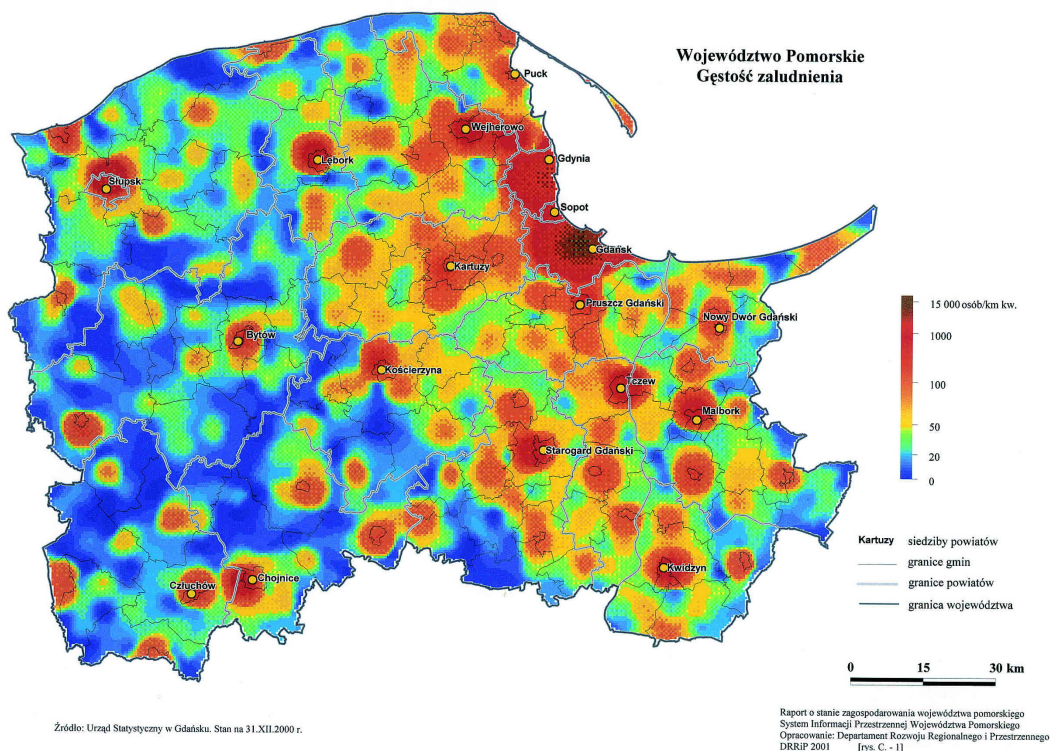 Województwo Pomorskie
Gęstość zaludnienia
Puck
Wejherowo
Gdynia
Lębork
Słupsk
Sopot
Gdańsk
Kartuzy
Pruszcz Gdański
Nowy Dwór Gdański
Bytów
Kościerzyna
Tczew
Malbork
Starogard Gdański
Kwidzyn
Chojnice
Człuchów
15 000 osób/km kw.
1000
100
50
20
0
Kartuzy siedziby powiatów
granice gmin
granice powiatów
granica województwa
0 15 30 km
Źródło: Urząd Statystyczny w Gdańsku. Stan na 31.XII.2000 r.
Raport o stanie zagospodarowania województwa pomorskiego
System Informacji Przestrzennej Województwa Pomorskiego
Opracowanie: Departament Rozwoju Regionalnego i Przestrzennego
DRRiP 2001 [rys. C. - 1]